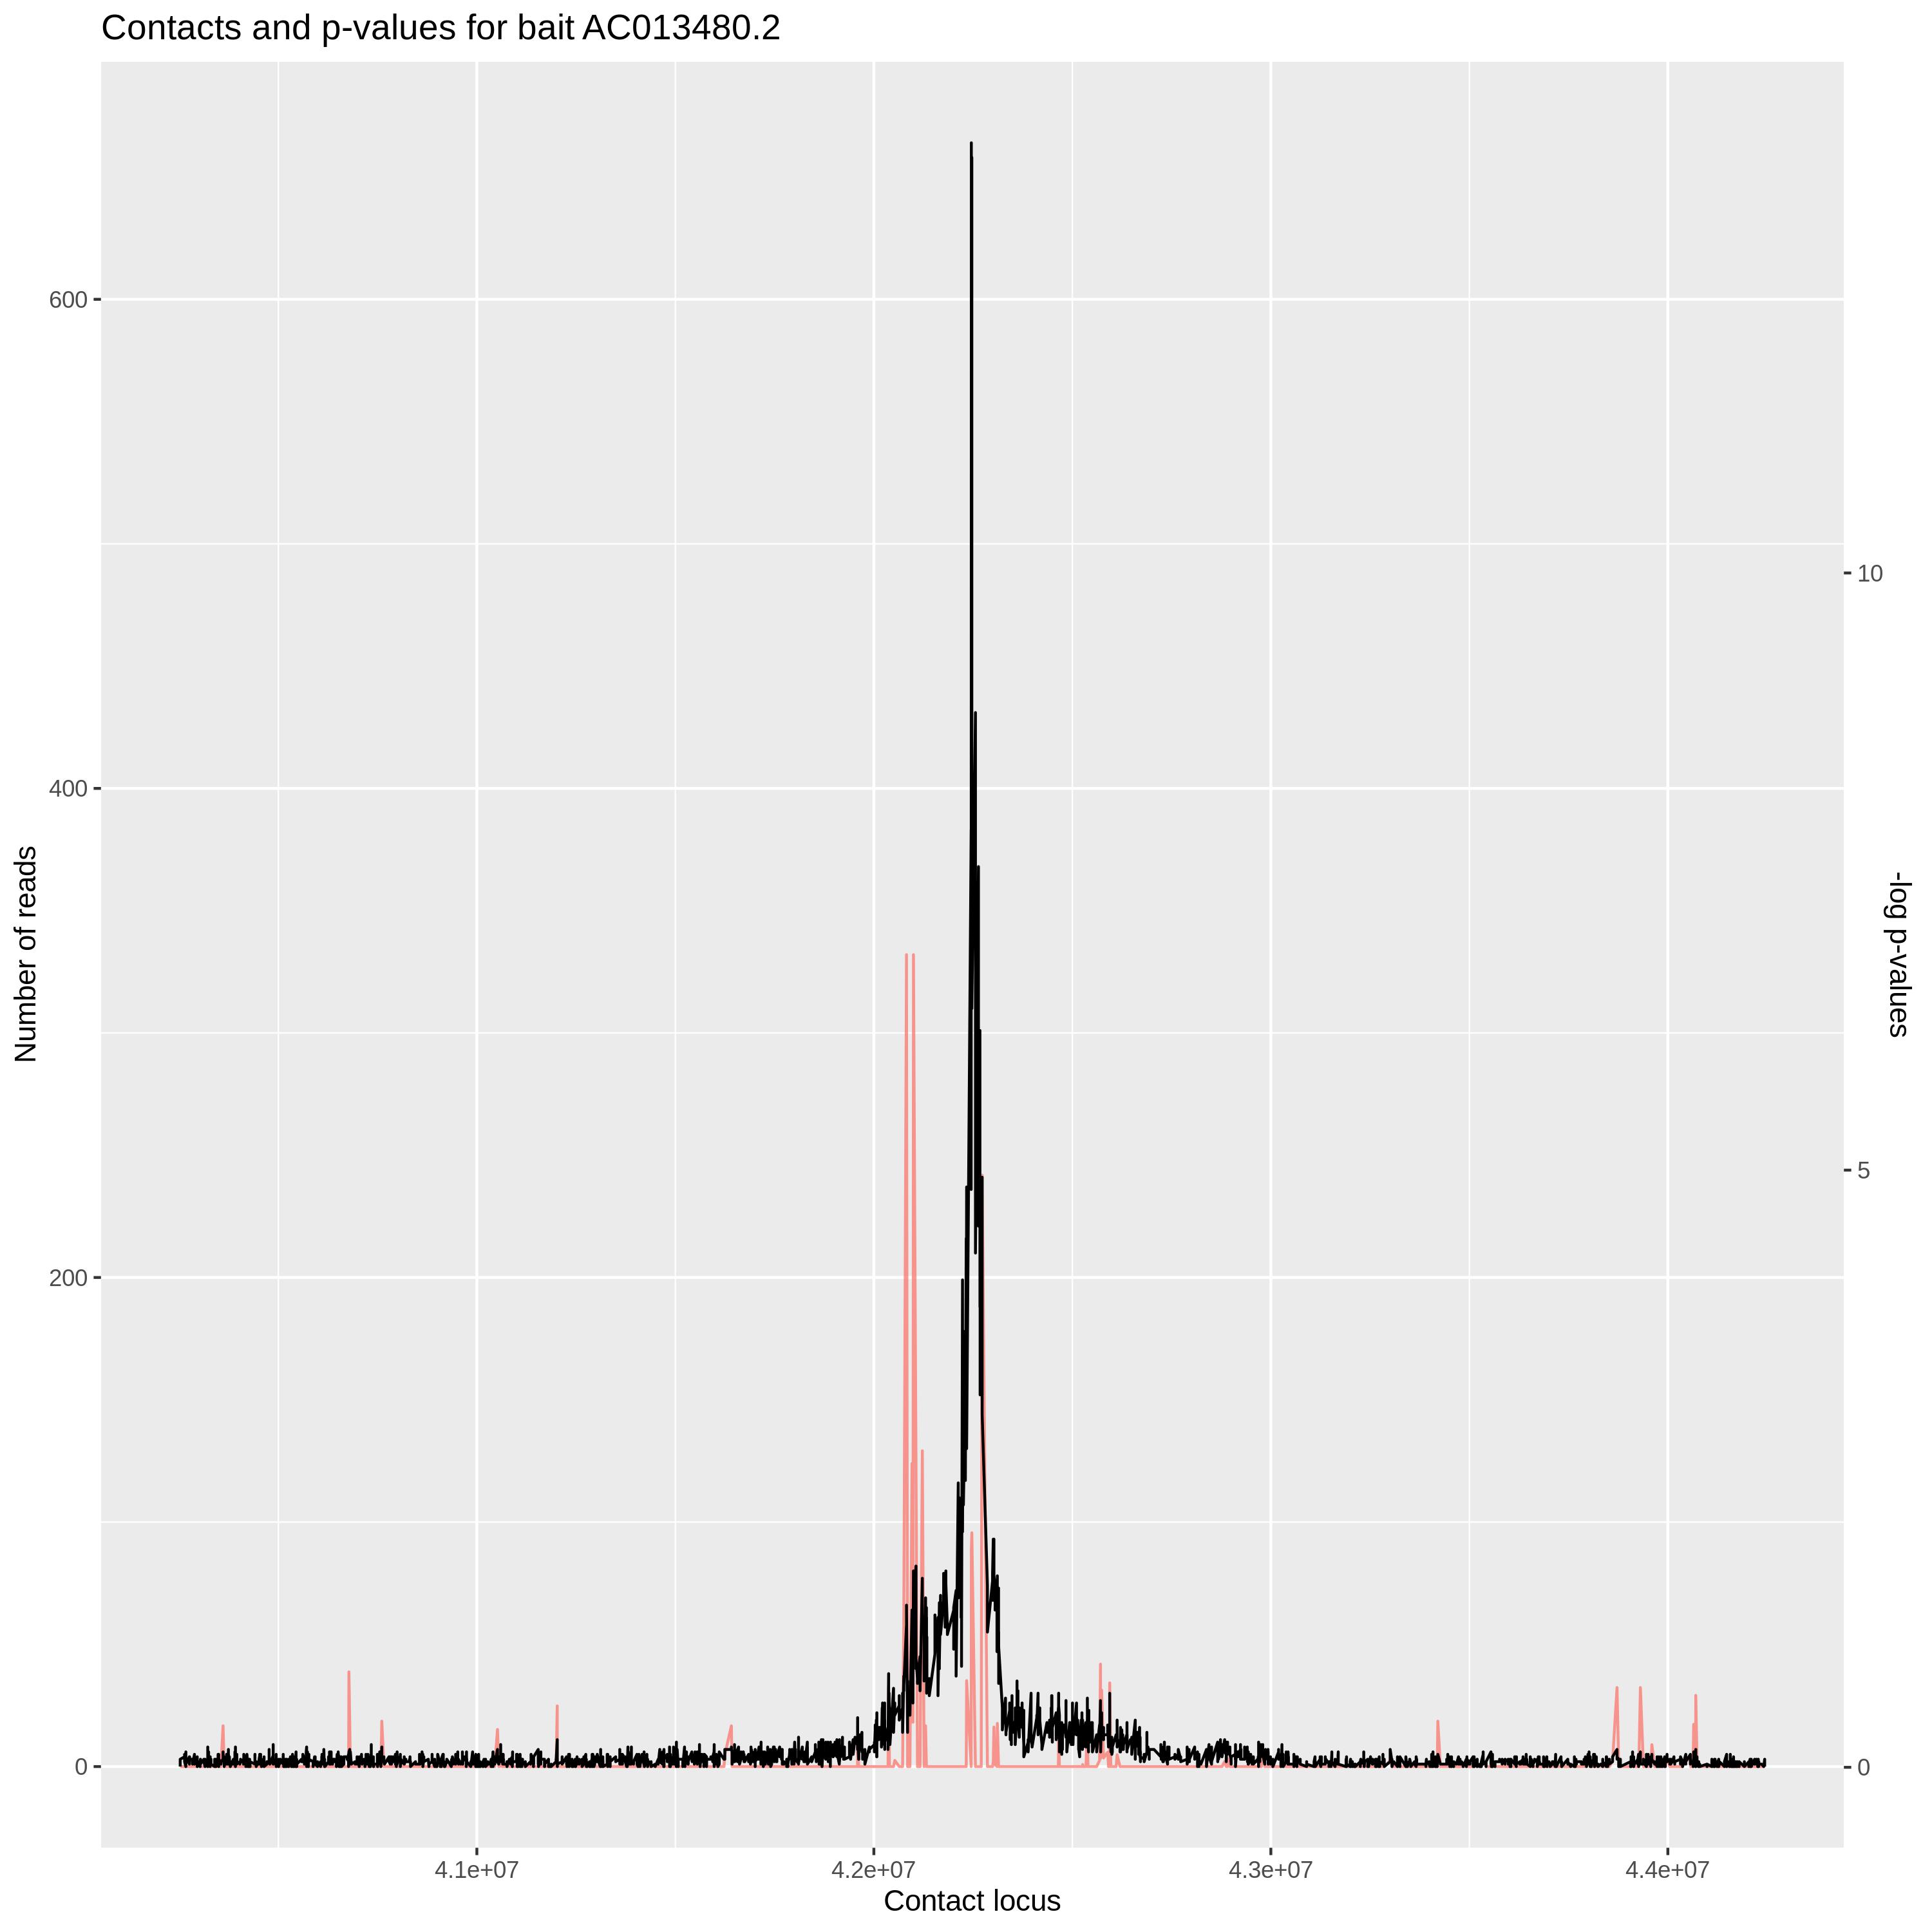 Contacts and p-values for bait AC013480.2
600
400
200
0
Number of reads
10
5
0
-log p-values
4.1e+07
4.2e+07
4.3e+07
4.4e+07
Contact locus